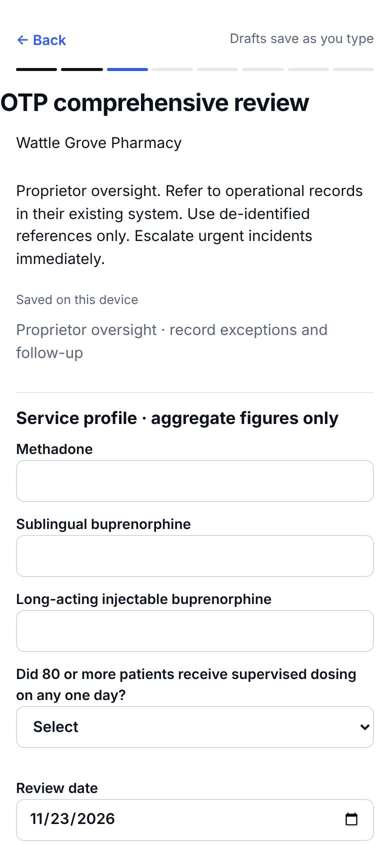 ← Back
Drafts save as you type
OTP comprehensive review
Wattle Grove Pharmacy
Proprietor oversight. Refer to operational records
in their existing system. Use de-identified
references only. Escalate urgent incidents
immediately.
Saved on this device
Proprietor oversight · record exceptions and
follow-up
Service profile · aggregate figures only
Methadone
Sublingual buprenorphine
Long-acting injectable buprenorphine
Did 80 or more patients receive supervised dosing
on any one day?
Select
Review date
11/23/2026